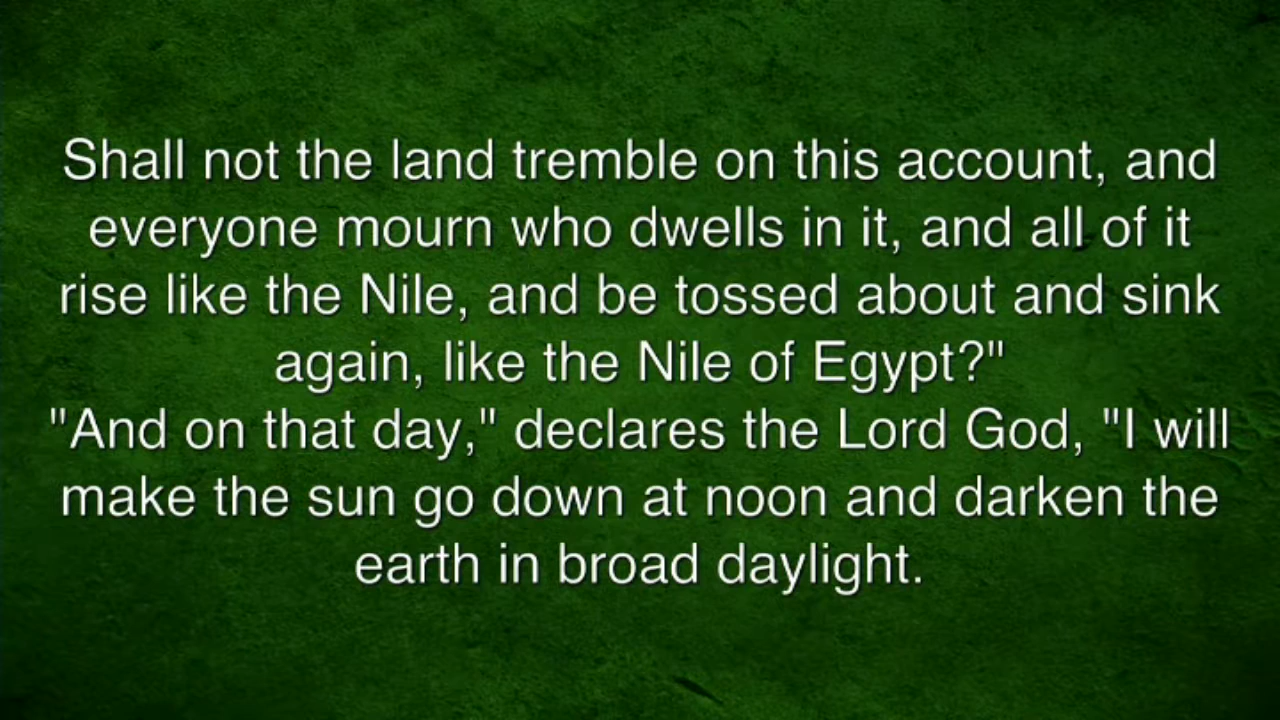 Shall not the land tremble on this account, and
everyone mourn who dwells in it, and all of it
rise like the Nile, and be tossed about and sink
again, like the Nile of Egypt?"
"And on that day," declares the Lord God, "I will
make the sun go down at noon and darken the
earth in broad daylight.